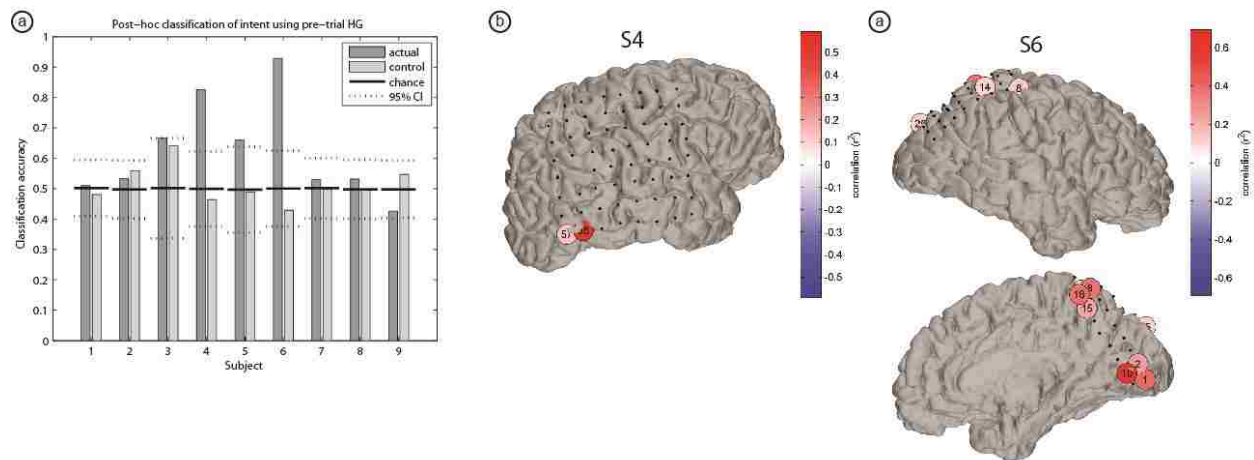 a
Post-hoc classification of intent using pre-trial HG
1
0.9
0.8
0.7
0.6
0.5
0.4
0.3
0.2
0.1
0
Classification accuracy
actual
control
chance
95% CI
1 2 3 4 5 6 7 8 9
Subject
b
S4
5
0.5
0.4
0.3
0.2
0.1
0
-0.1
-0.2
-0.3
-0.4
-0.5
correlation (r²)
a
S6
14
8
16
15
2
1
0.6
0.4
0.2
0
-0.2
-0.4
-0.6
correlation (r²)